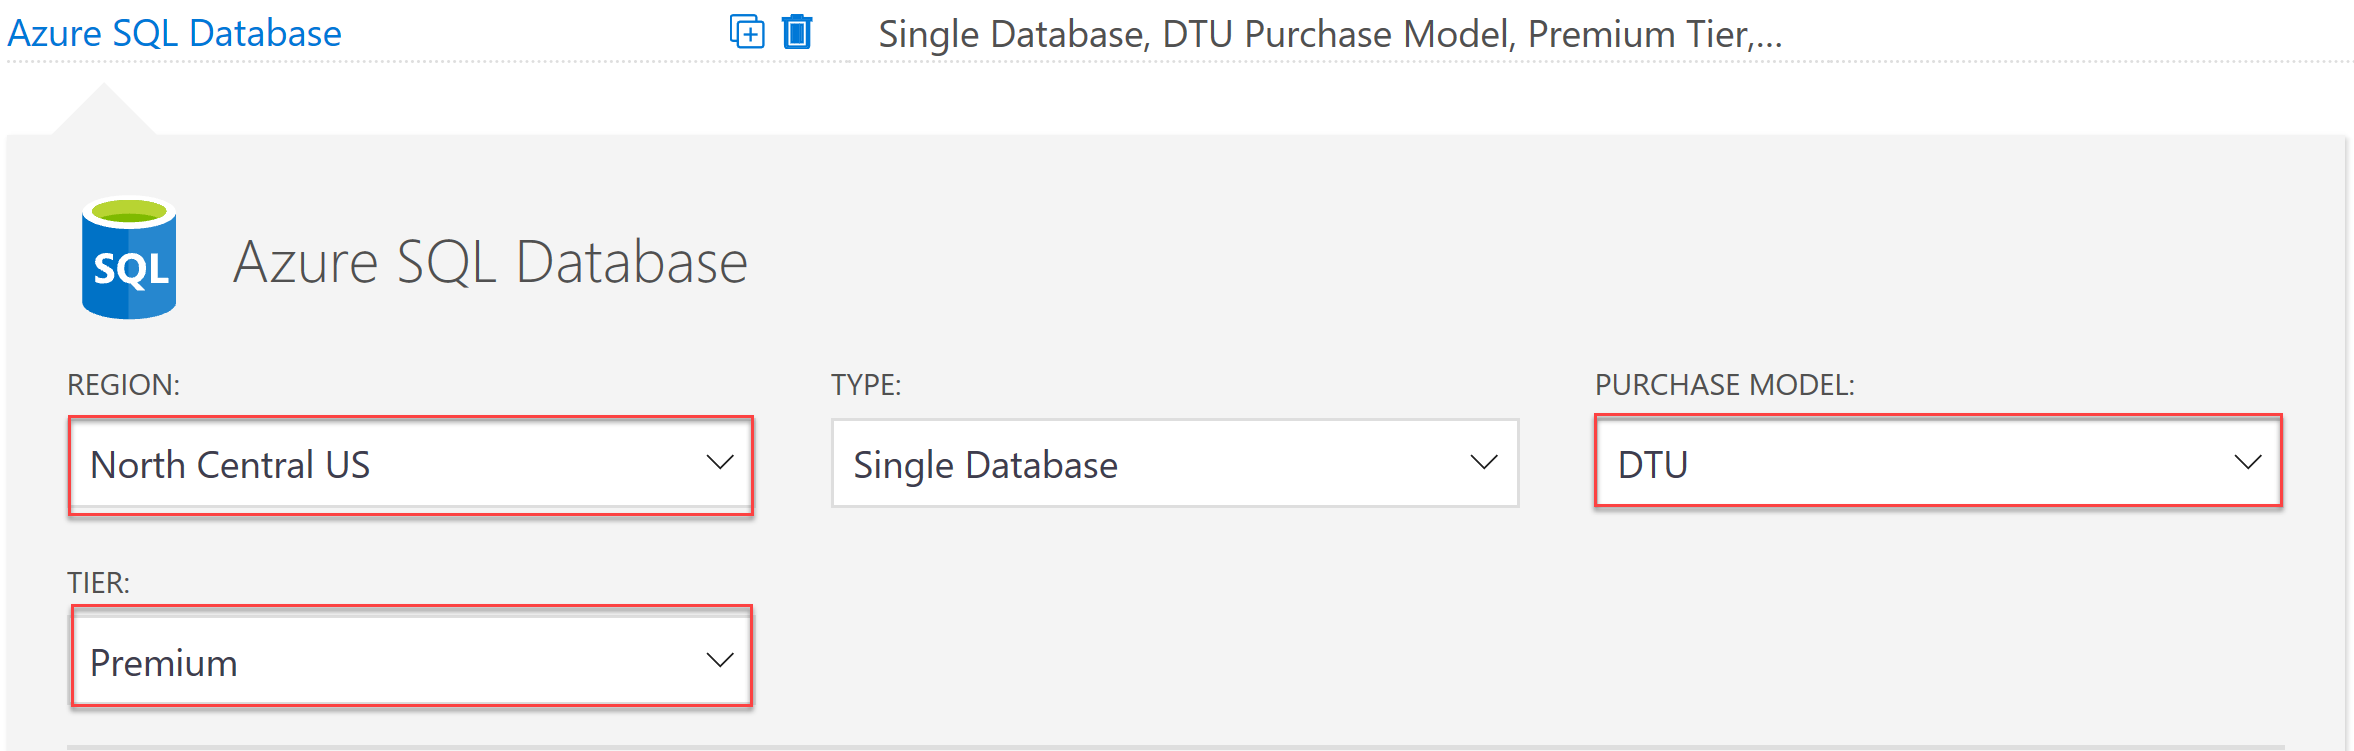 Azure SQL Database
Single Database, DTU Purchase Model, Premium Tier,...
SQL
Azure SQL Database
REGION:
TYPE:
PURCHASE MODEL:
North Central US
Single Database
DTU
TIER:
Premium